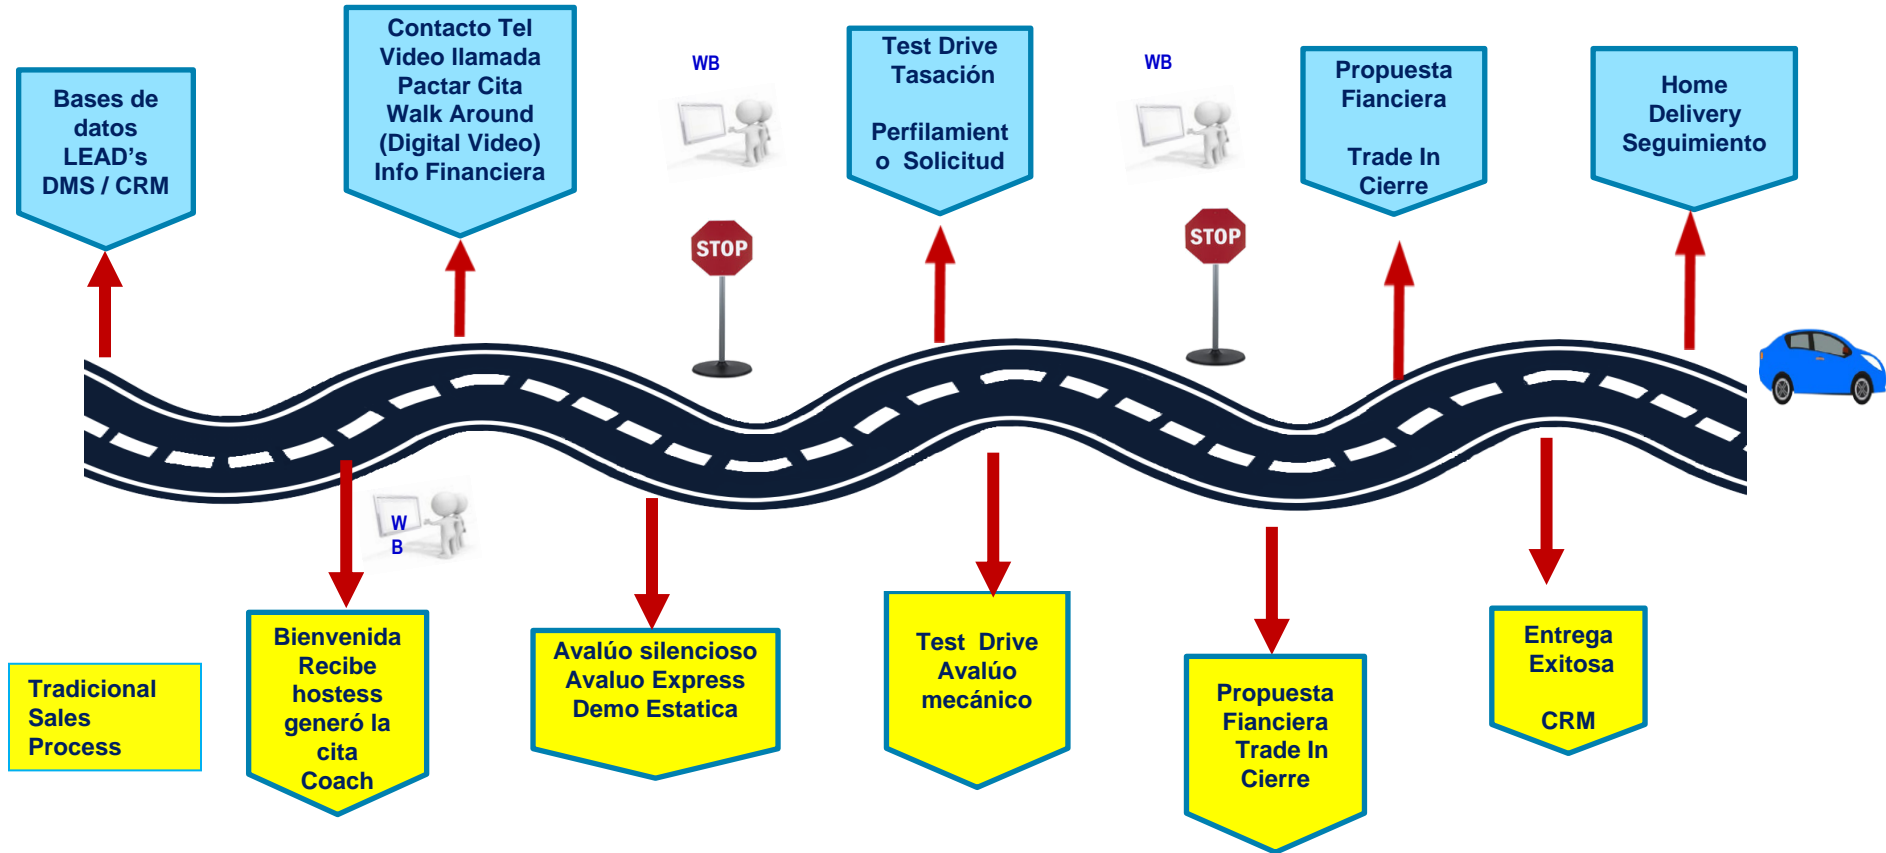 Bases de
datos
LEAD's
DMS / CRM
Contacto Tel
Video llamada
Pactar Cita
Walk Around
(Digital Video)
Info Financiera
WB
STOP
Test Drive
Tasación
Perfilamient
o Solicitud
WB
STOP
Propuesta
Fianciera
Trade In
Cierre
Home
Delivery
Seguimiento
W
B
Tradicional
Sales
Process
Bienvenida
Recibe
hostess
generó la
cita
Coach
Avalúo silencioso
Avaluo Express
Demo Estatica
Test Drive
Avalúo
mecánico
Propuesta
Fianciera
Trade In
Cierre
Entrega
Exitosa
CRM